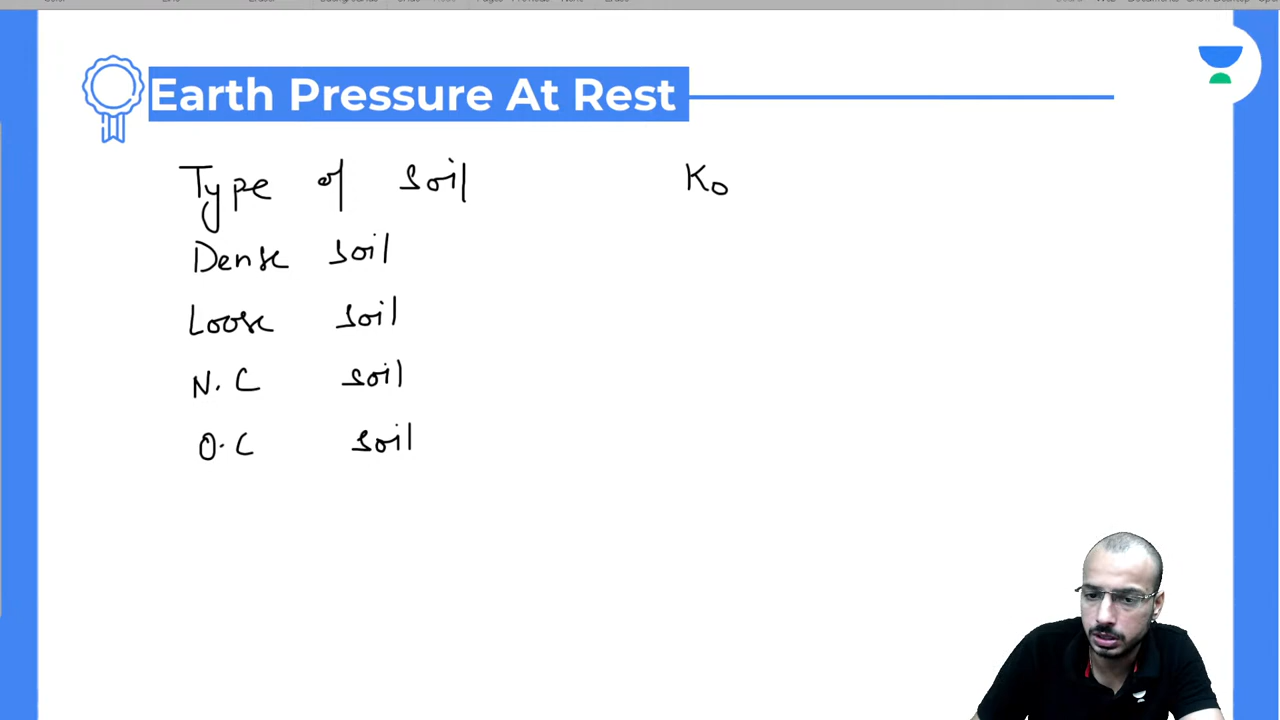 Earth Pressure At Rest
Type of soil Ko
Dense soil
Loose soil
N.C soil
O.C soil